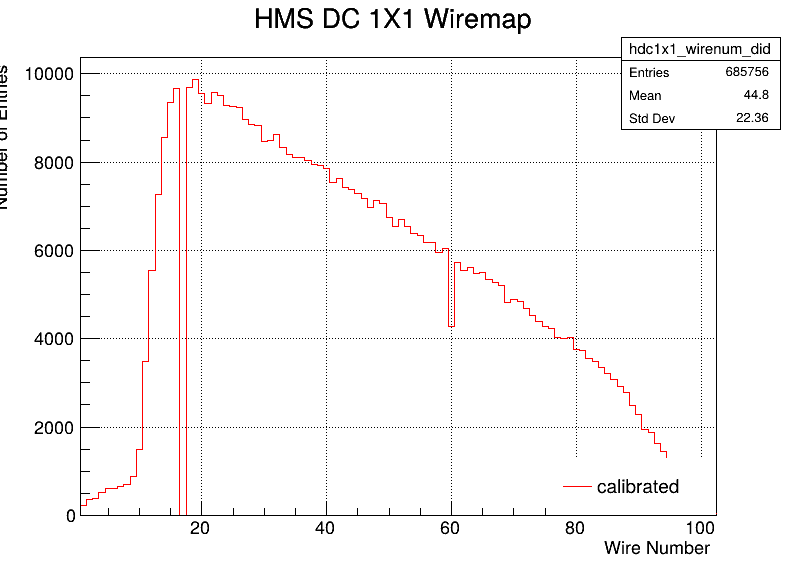 HMS DC 1X1 Wiremap
hdc1x1_wirenum_did
Entries 685756
Mean 44.8
Std Dev 22.36
Number of Entries
10000
8000
6000
4000
2000
0
calibrated
20 40 60 80 100
Wire Number